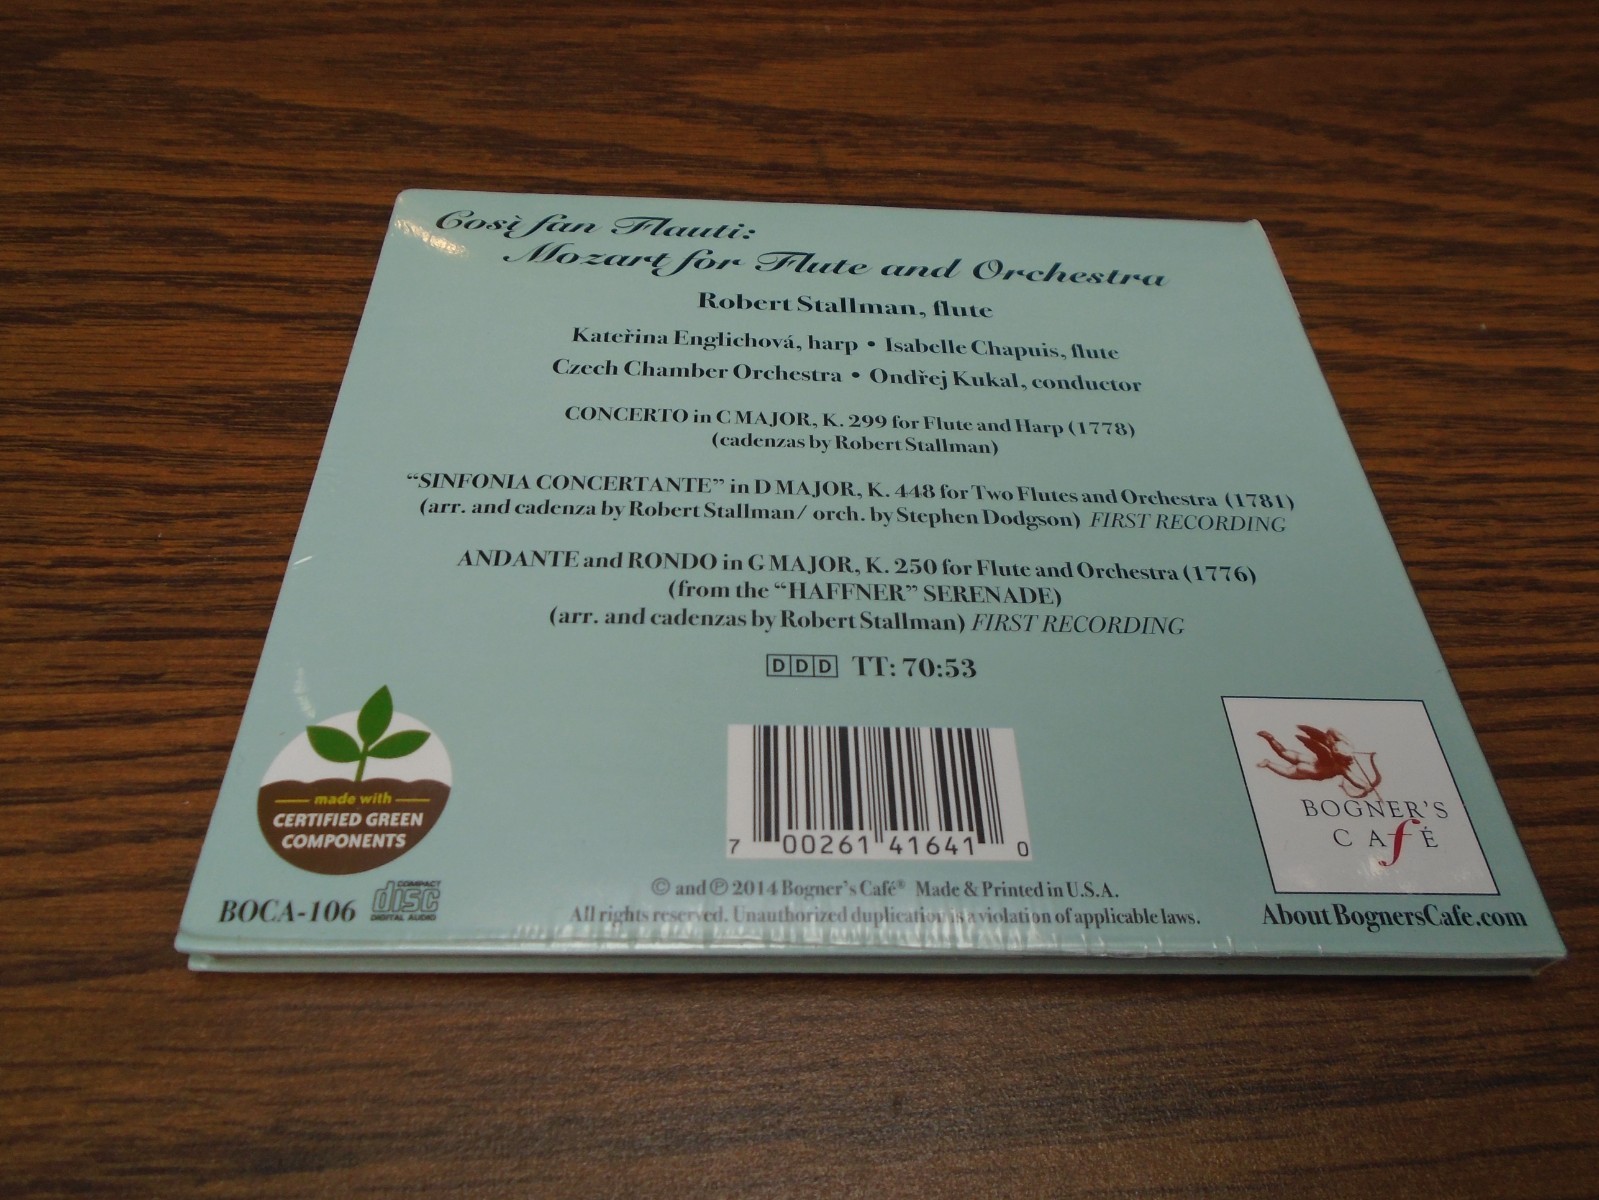 Così fan Flauti:
Mozart for Flute and Orchestra
Robert Stallman, flute
Kateřina Englichová, harp • Isabelle Chapuis, flute
Czech Chamber Orchestra • Ondřej Kukal, conductor
CONCERTO in C MAJOR, K. 299 for Flute and Harp (1778)
(cadenzas by Robert Stallman)
“SINFONIA CONCERTANTE” in D MAJOR, K. 448 for Two Flutes and Orchestra (1781)
(arr. and cadenza by Robert Stallman/ orch. by Stephen Dodgson) FIRST RECORDING
ANDANTE and RONDO in G MAJOR, K. 250 for Flute and Orchestra (1776)
(from the “HAFFNER” SERENADE)
(arr. and cadenzas by Robert Stallman) FIRST RECORDING
DDD TT: 70:53
made with
CERTIFIED GREEN
COMPONENTS
BOCA-106
COMPACT
disc
DIGITAL AUDIO
7 00261 41641 0
© and ℗ 2014 Bogner's Café® Made & Printed in U.S.A.
All rights reserved. Unauthorized duplication is a violation of applicable laws.
BOGNER'S
CAFÉ
AboutBognersCafe.com